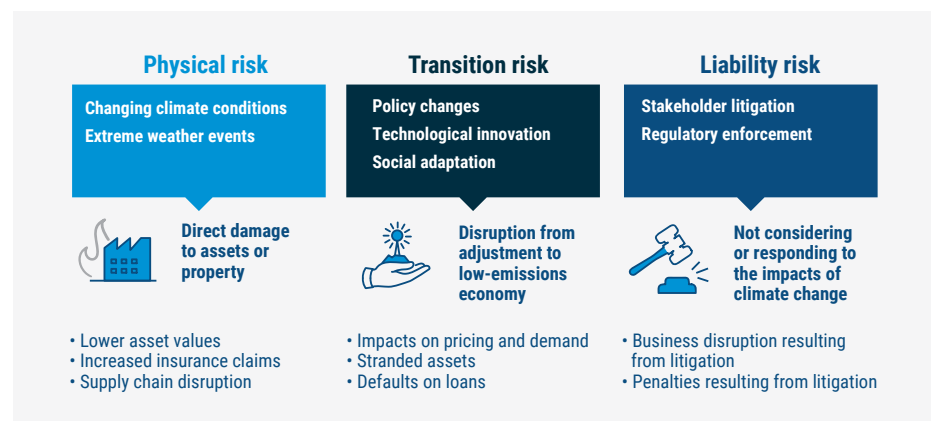 Physical risk
Changing climate conditions
Extreme weather events
Direct damage
to assets or
property
• Lower asset values
• Increased insurance claims
• Supply chain disruption
Transition risk
Policy changes
Technological innovation
Social adaptation
Disruption from
adjustment to
low-emissions
economy
• Impacts on pricing and demand
• Stranded assets
• Defaults on loans
Liability risk
Stakeholder litigation
Regulatory enforcement
Not considering
or responding to
the impacts of
climate change
• Business disruption resulting
from litigation
• Penalties resulting from litigation